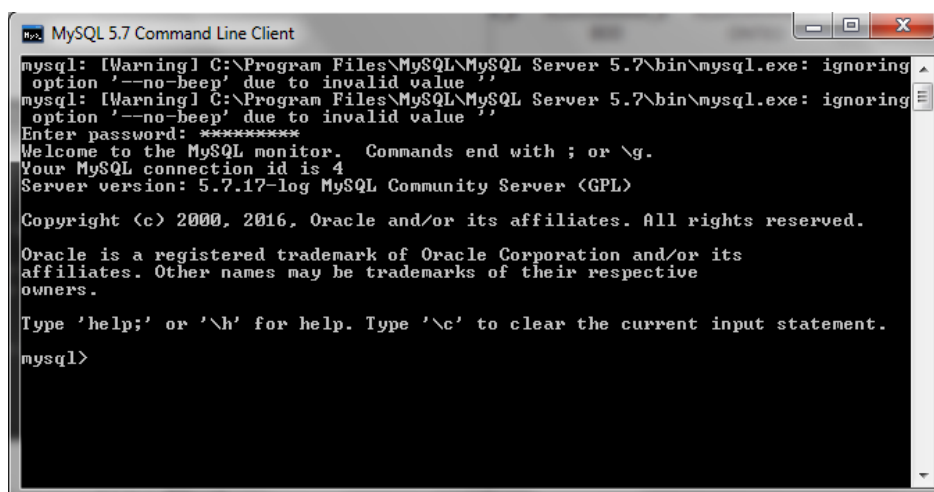 MySQL 5.7 Command Line Client
mysql: [Warning] C:\Program Files\MySQL\MySQL Server 5.7\bin\mysql.exe: ignoring
option '--no-beep' due to invalid value ''
mysql: [Warning] C:\Program Files\MySQL\MySQL Server 5.7\bin\mysql.exe: ignoring
option '--no-beep' due to invalid value ''
Enter password: *********
Welcome to the MySQL monitor.  Commands end with ; or \g.
Your MySQL connection id is 4
Server version: 5.7.17-log MySQL Community Server (GPL)
Copyright (c) 2000, 2016, Oracle and/or its affiliates. All rights reserved.
Oracle is a registered trademark of Oracle Corporation and/or its
affiliates. Other names may be trademarks of their respective
owners.
Type 'help;' or '\h' for help. Type '\c' to clear the current input statement.
mysql>